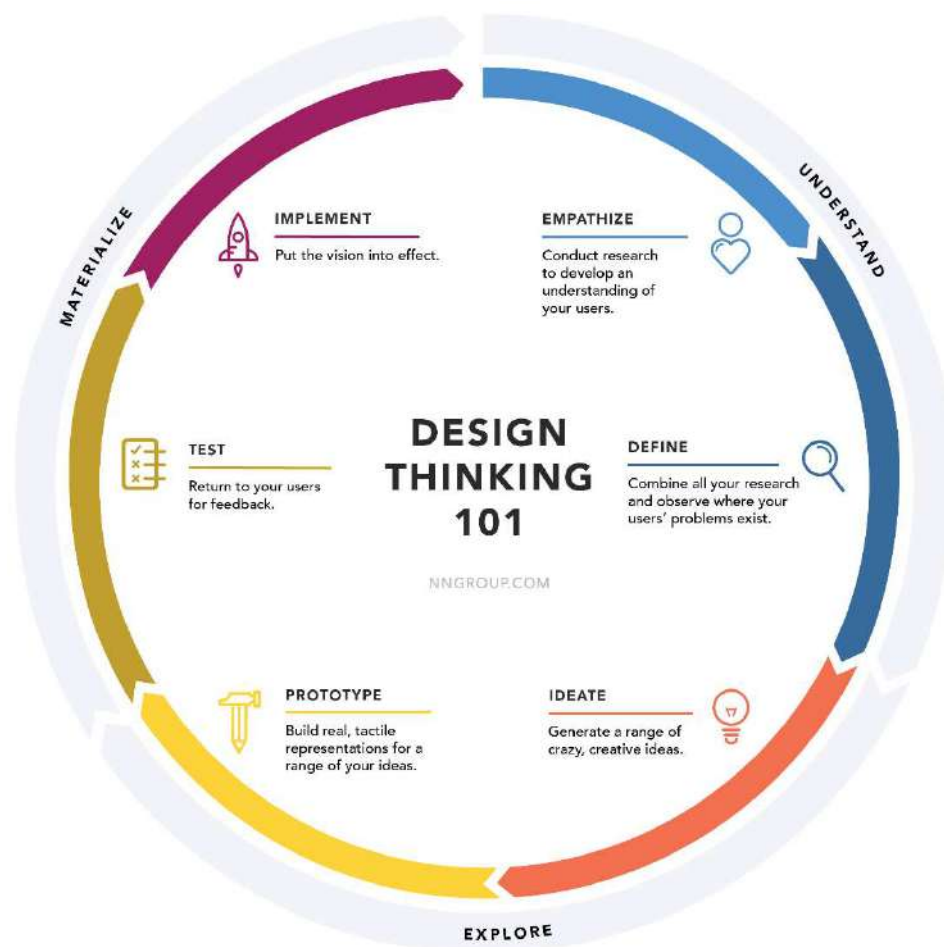 DESIGN
THINKING
101
NNGROUP.COM
UNDERSTAND
EMPATHIZE
Conduct research
to develop an
understanding of
your users.
DEFINE
Combine all your research
and observe where your
users' problems exist.
EXPLORE
IDEATE
Generate a range of
crazy, creative ideas.
PROTOTYPE
Build real, tactile
representations for a
range of your ideas.
MATERIALIZE
TEST
Return to your users
for feedback.
IMPLEMENT
Put the vision into effect.